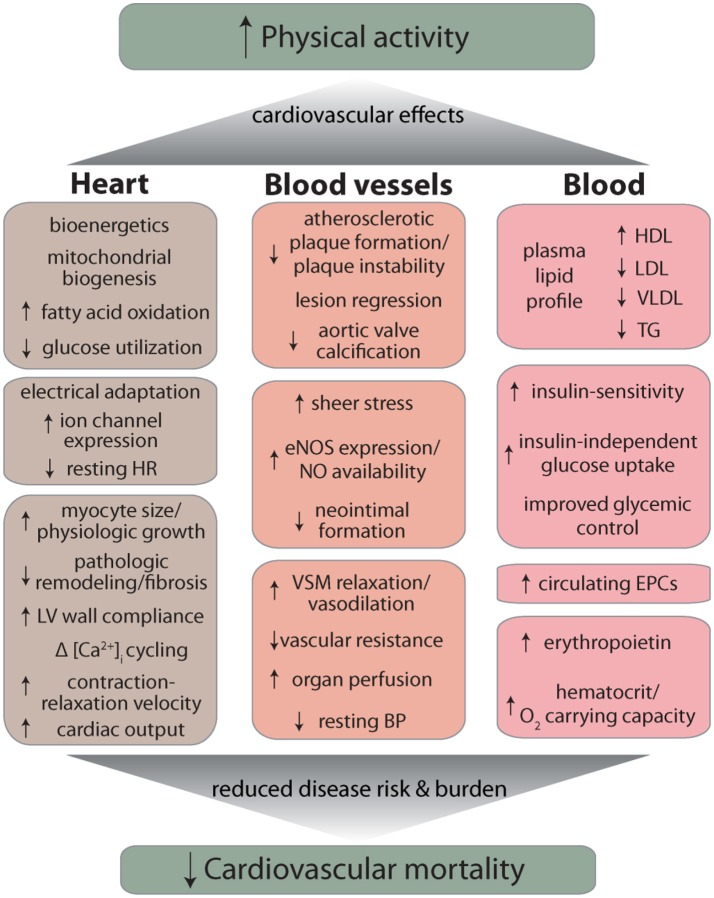 ↑ Physical activity
cardiovascular effects
Heart
bioenergetics
mitochondrial
biogenesis
↑ fatty acid oxidation
↓ glucose utilization
electrical adaptation
↑ ion channel
expression
↓ resting HR
↑ myocyte size/
physiologic growth
↓ pathologic
remodeling/fibrosis
↑ LV wall compliance
Δ [Ca²⁺]ᵢ cycling
↑ contraction-
relaxation velocity
↑ cardiac output
Blood vessels
atherosclerotic
↓ plaque formation/
plaque instability
lesion regression
↓ aortic valve
calcification
↑ sheer stress
↑ eNOS expression/
NO availability
↓ neointimal
formation
↑ VSM relaxation/
vasodilation
↓ vascular resistance
↑ organ perfusion
↓ resting BP
Blood
plasma
lipid
profile
↑ HDL
↓ LDL
↓ VLDL
↓ TG
↑ insulin-sensitivity
↑ insulin-independent
glucose uptake
improved glycemic
control
↑ circulating EPCs
↑ erythropoietin
↑ hematocrit/
O₂ carrying capacity
reduced disease risk & burden
↓ Cardiovascular mortality